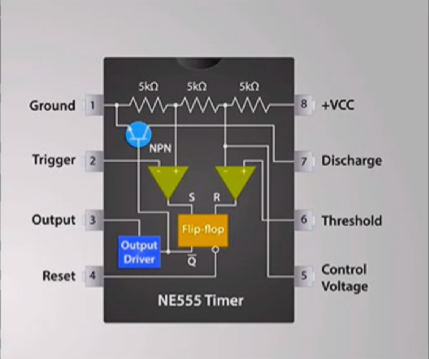 5kΩ 5kΩ 5kΩ
Ground 1 8 +VCC
NPN
Trigger 2 - + - + 7 Discharge
S R
Output 3 Flip-flop 6 Threshold
Output
Driver
Q̅
Reset 4 5 Control
Voltage
NE555 Timer